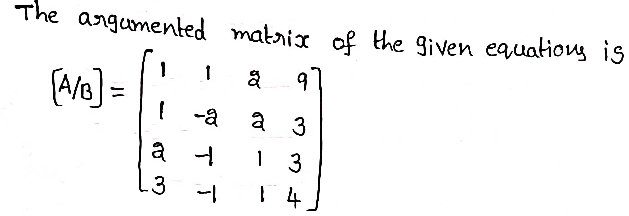 The argumented matrix of the given equations is
[A/B] = [1 1 2 9
1 -2 2 3
2 -1 1 3
3 -1 1 4]